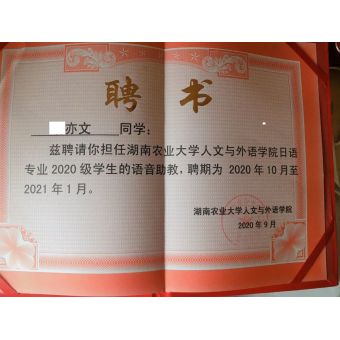 聘 书
亦文 同学：
兹聘请你担任湖南农业大学人文与外语学院日语
专业 2020 级学生的语音助教，聘期为 2020 年 10 月至
2021 年 1 月。
湖南农业大学人文与外语学院
2020 年 9 月